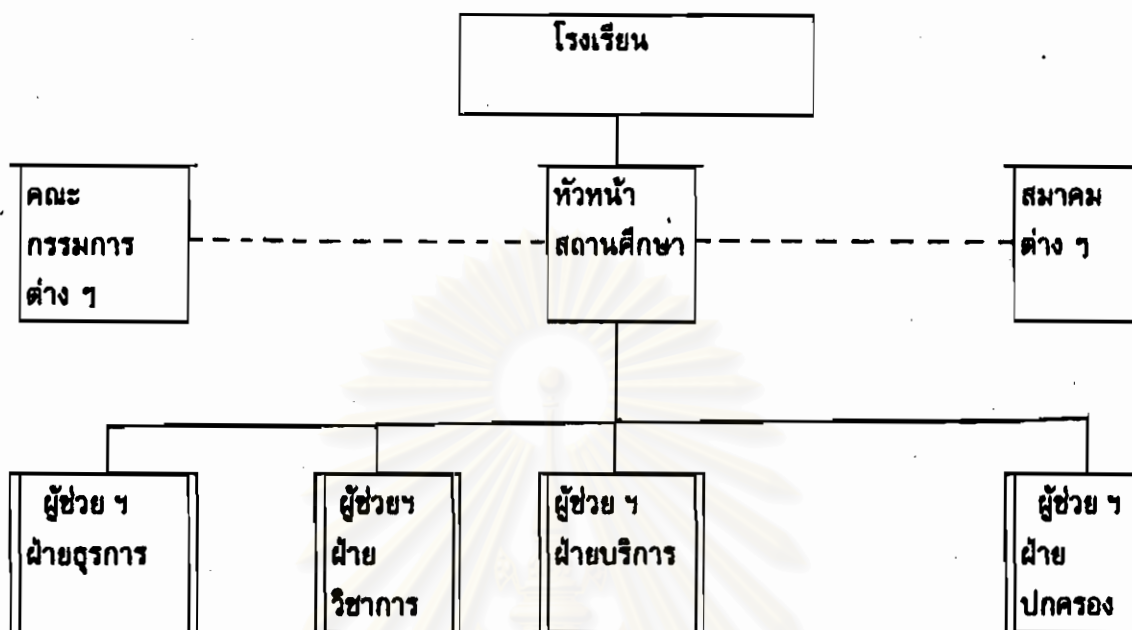 โรงเรียน
คณะ
กรรมการ
ต่าง ๆ
หัวหน้า
สถานศึกษา
สมาคม
ต่าง ๆ
ผู้ช่วย ฯ
ฝ่ายธุรการ
ผู้ช่วยฯ
ฝ่าย
วิชาการ
ผู้ช่วย ฯ
ฝ่ายบริการ
ผู้ช่วย ฯ
ฝ่าย
ปกครอง